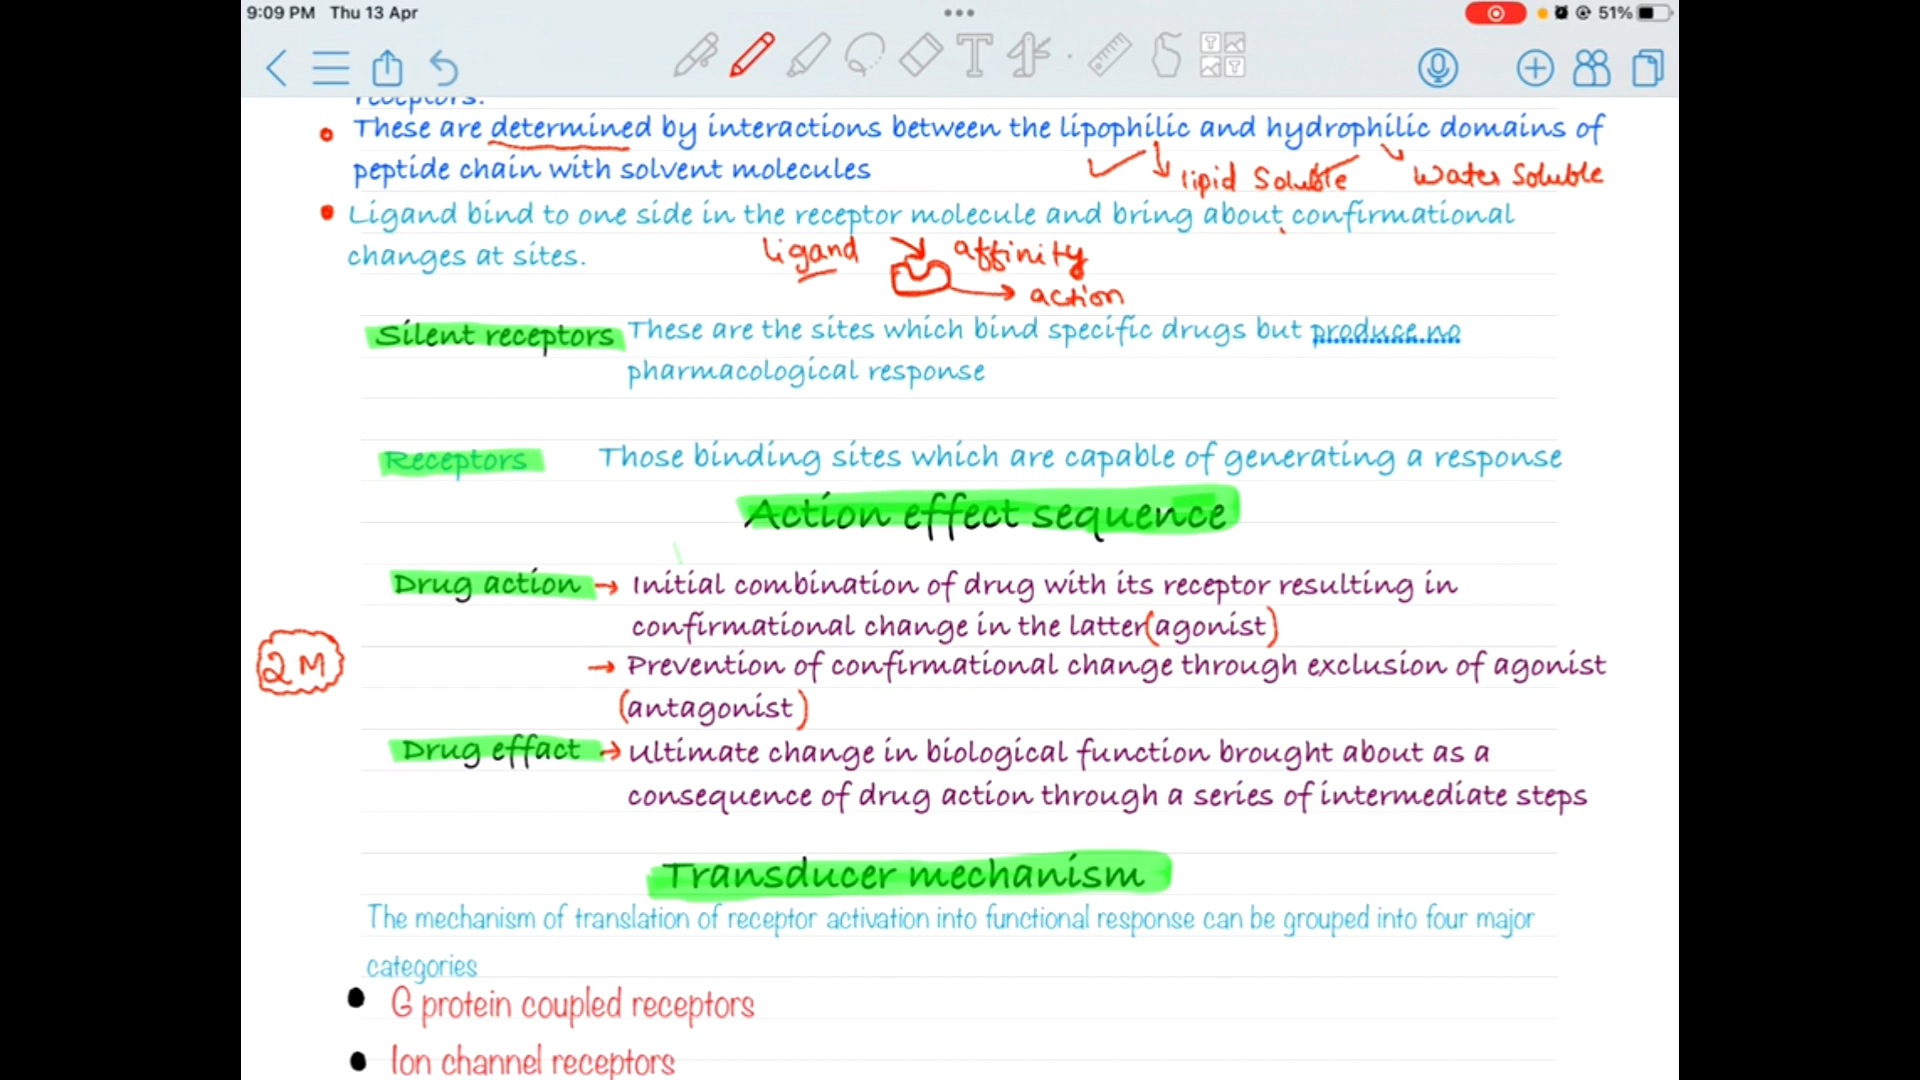 9:09 PM Thu 13 Apr
51%
receptors.
These are determined by interactions between the lipophilic and hydrophilic domains of
peptide chain with solvent molecules
lipid Soluble
Water Soluble
Ligand bind to one side in the receptor molecule and bring about confirmational
changes at sites.
ligand
affinity
action
Silent receptors These are the sites which bind specific drugs but produce no
pharmacological response
Receptors Those binding sites which are capable of generating a response
Action effect sequence
Drug action → Initial combination of drug with its receptor resulting in
confirmational change in the latter(agonist)
2M
→ Prevention of confirmational change through exclusion of agonist
(antagonist)
Drug effact → Ultimate change in biological function brought about as a
consequence of drug action through a series of intermediate steps
Transducer mechanism
The mechanism of translation of receptor activation into functional response can be grouped into four major
categories
● G protein coupled receptors
● Ion channel receptors